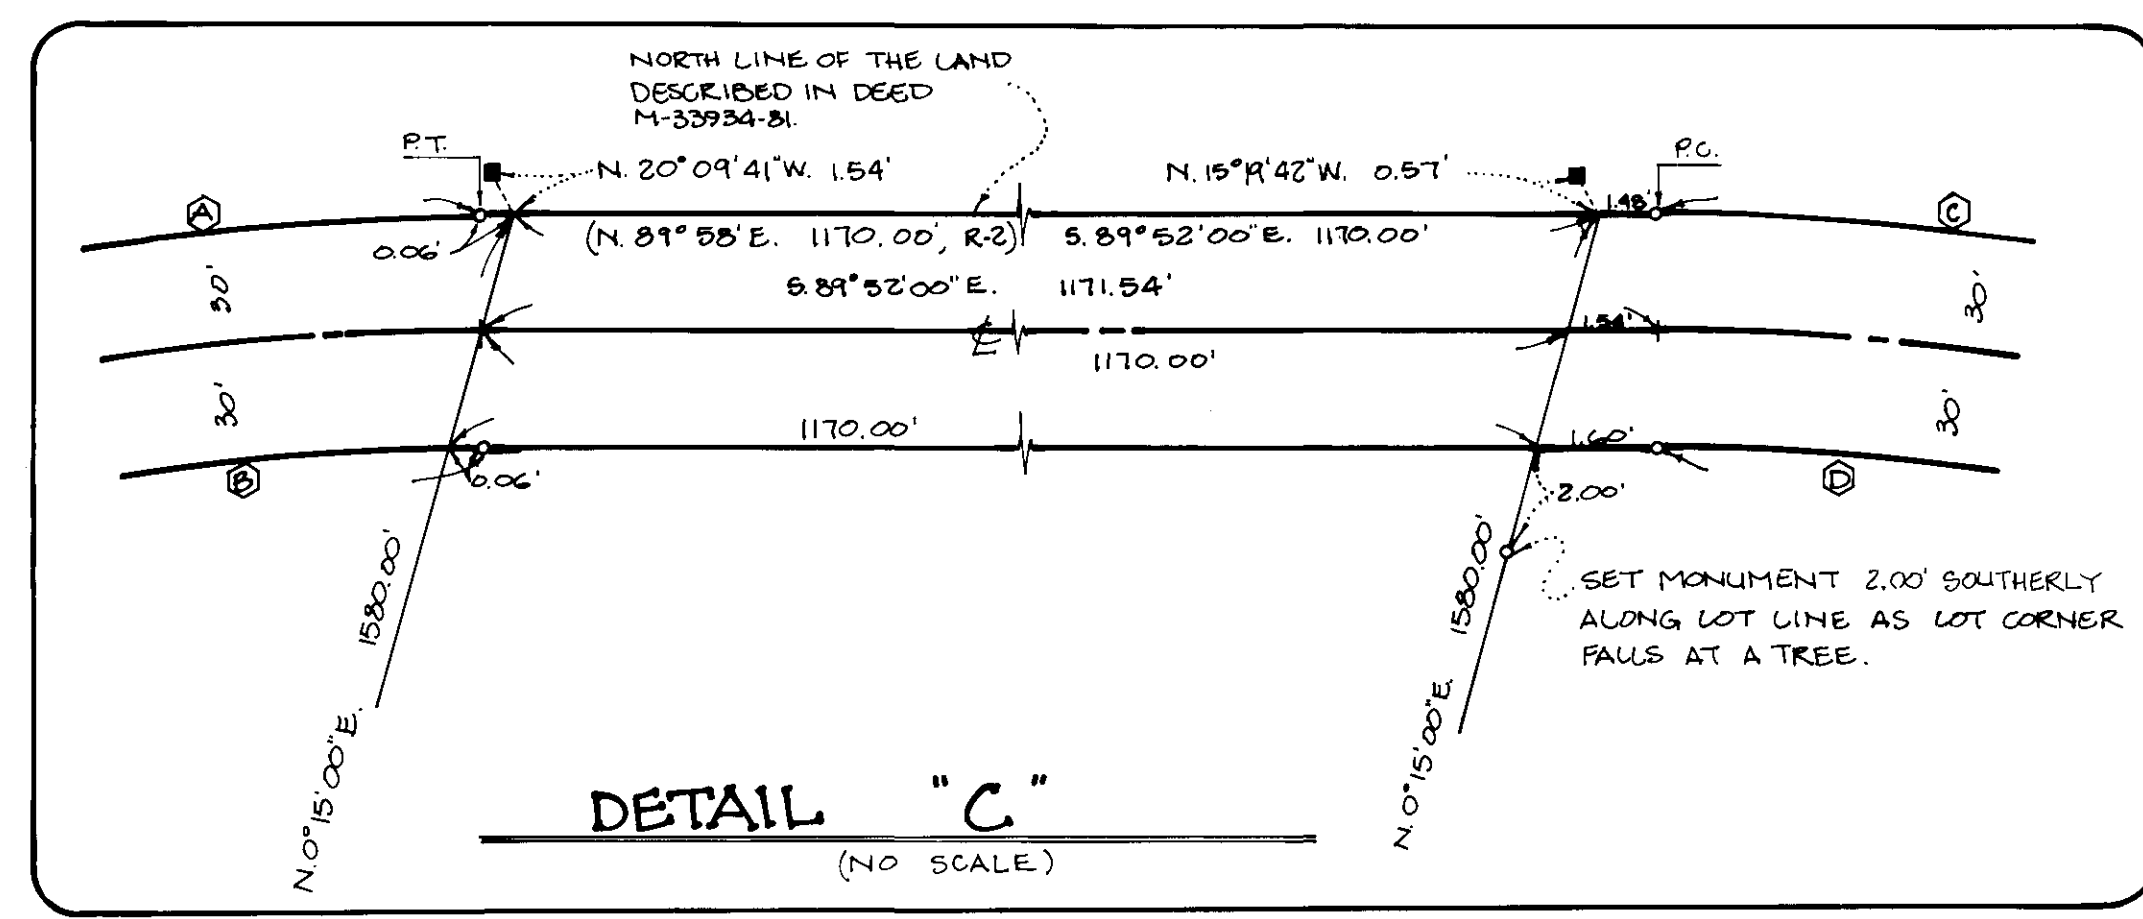 NORTH LINE OF THE LAND
DESCRIBED IN DEED
M-33934-81.
P.T.
N. 20° 09' 41" W. 1.54'
N. 15° 19' 42" W. 0.57'
P.C.
A
1.48'
C
0.06'
(N. 89° 58' E. 1170.00', R-2)
S. 89° 52' 00" E. 1170.00'
30'
S. 89° 52' 00" E. 1171.54'
30'
1.54'
℄
1170.00'
30'
1170.00'
30'
1.60'
B
0.06'
D
2.00'
1580.00'
1580.00'
SET MONUMENT 2.00' SOUTHERLY
ALONG LOT LINE AS LOT CORNER
FALLS AT A TREE.
N. 0° 15' 00" E.
N. 0° 15' 00" E.
DETAIL "C"
(NO SCALE)